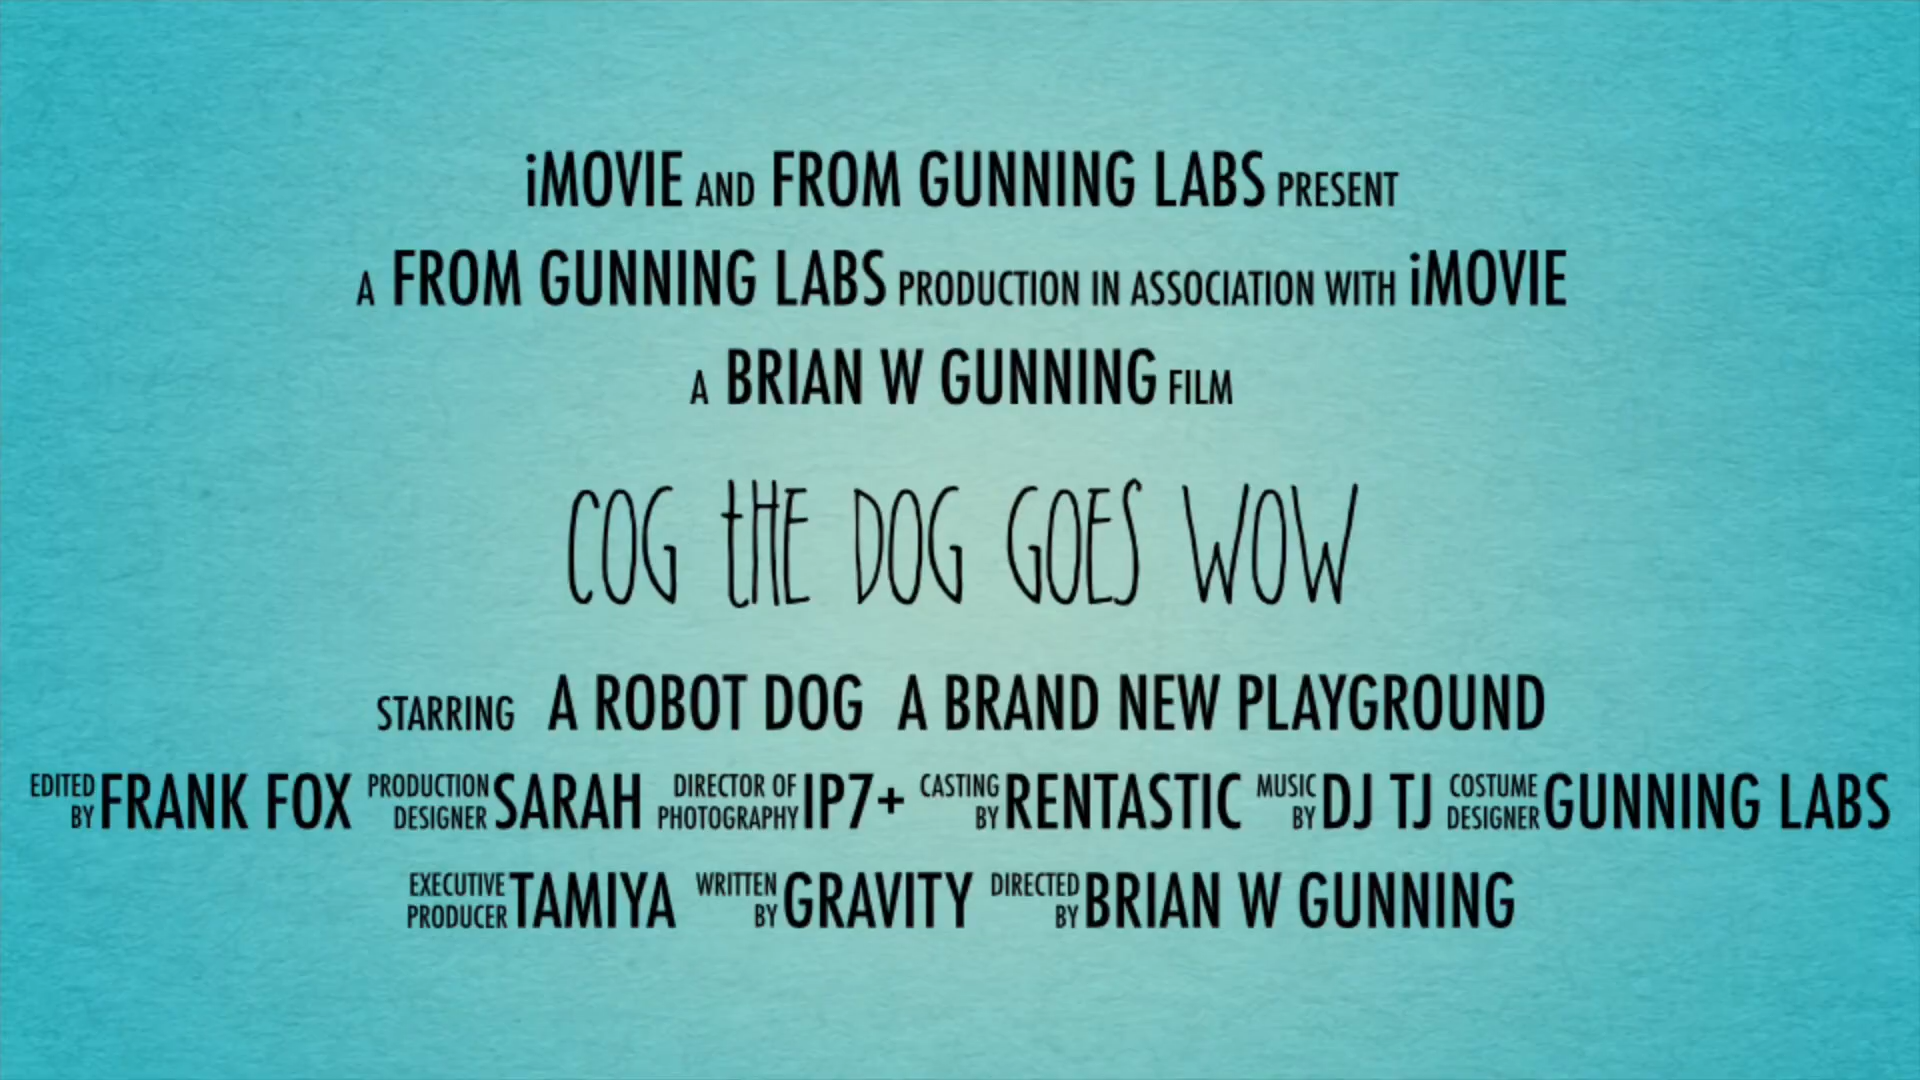 iMOVIE AND FROM GUNNING LABS PRESENT
A FROM GUNNING LABS PRODUCTION IN ASSOCIATION WITH iMOVIE
A BRIAN W GUNNING FILM
COG tHE DOG GOES WOW
STARRING A ROBOT DOG A BRAND NEW PLAYGROUND
EDITED BY FRANK FOX PRODUCTION DESIGNER SARAH DIRECTOR OF PHOTOGRAPHY IP7+ CASTING BY RENTASTIC MUSIC BY DJ TJ COSTUME DESIGNER GUNNING LABS
EXECUTIVE PRODUCER TAMIYA WRITTEN BY GRAVITY DIRECTED BY BRIAN W GUNNING